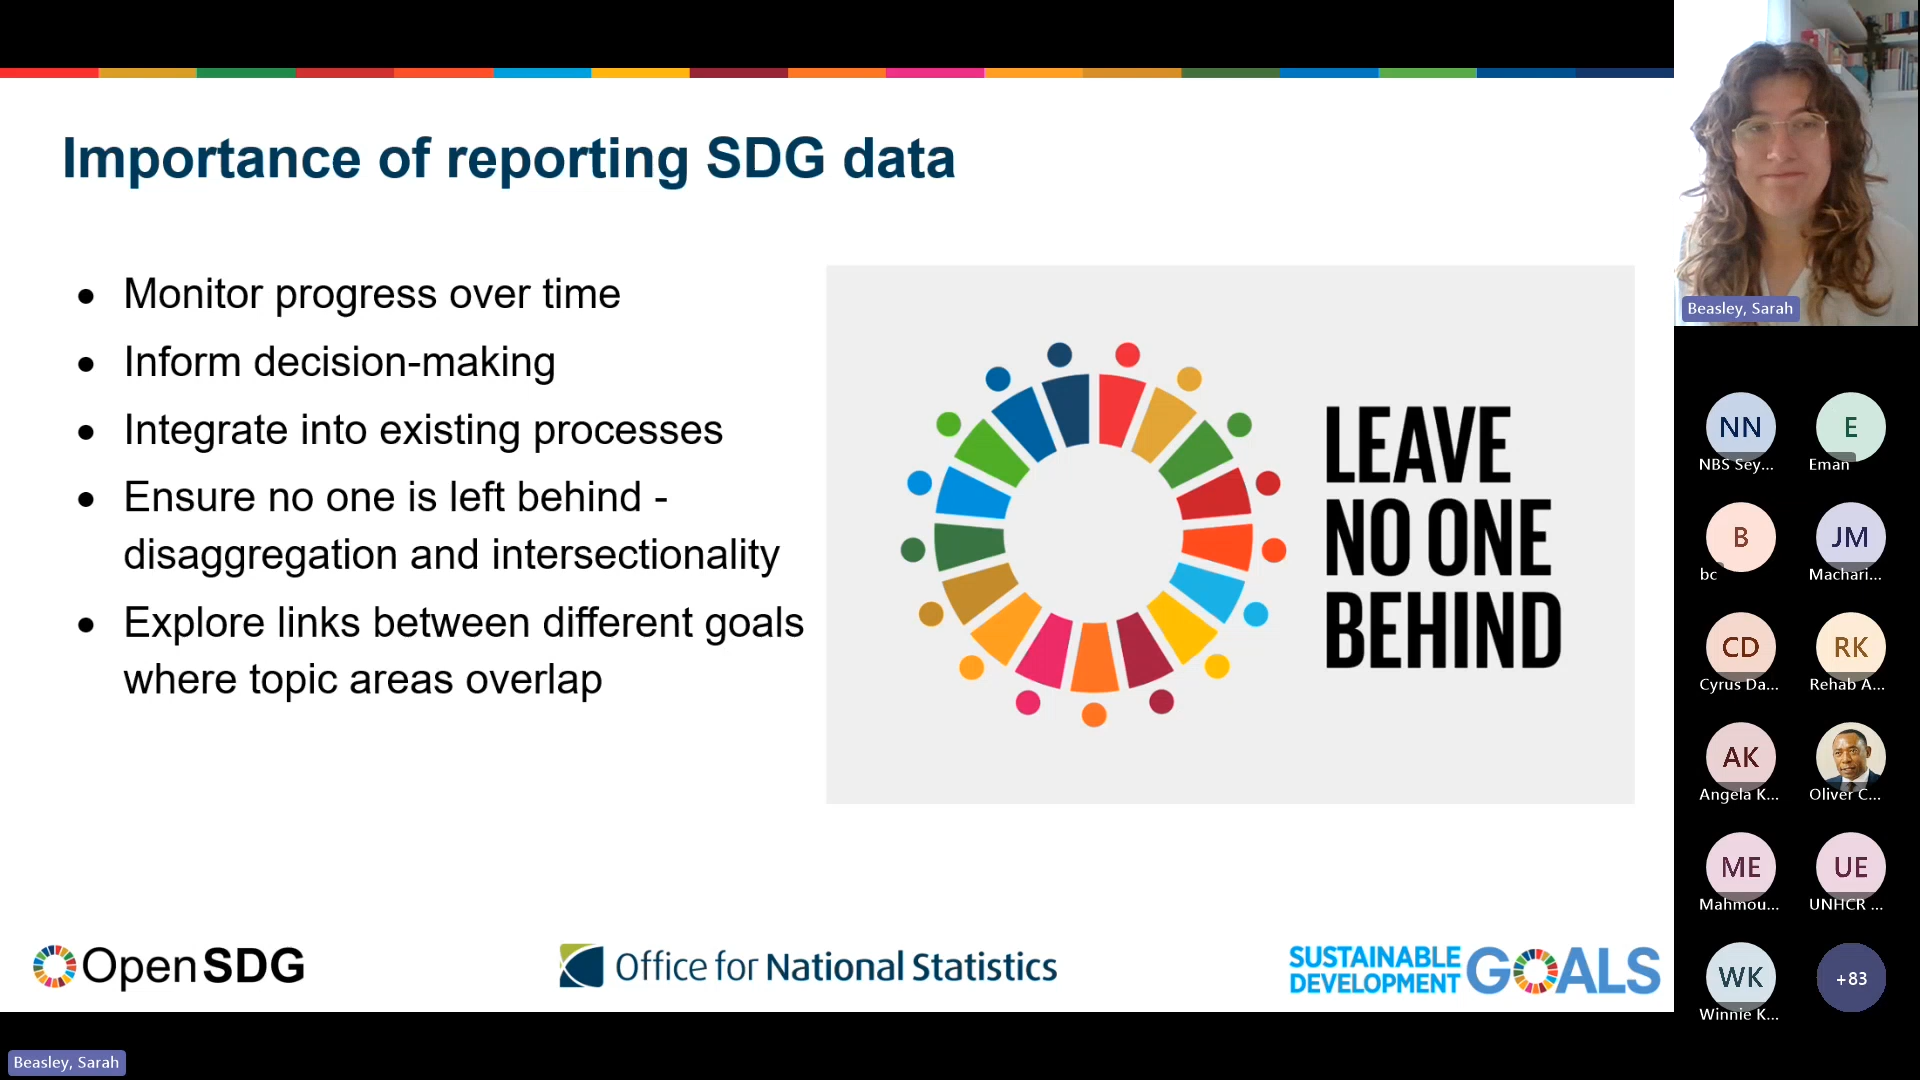 Importance of reporting SDG data
• Monitor progress over time
• Inform decision-making
• Integrate into existing processes
• Ensure no one is left behind -
disaggregation and intersectionality
• Explore links between different goals
where topic areas overlap
LEAVE
NO ONE
BEHIND
Open SDG
Office for National Statistics
SUSTAINABLE
DEVELOPMENT
GOALS
Beasley, Sarah
Beasley, Sarah
NN
NBS Sey...
E
Eman
B
bc
JM
Machari...
CD
Cyrus Da...
RK
Rehab A...
AK
Angela K...
Oliver C...
ME
Mahmou...
UE
UNHCR ...
WK
Winnie K...
+83